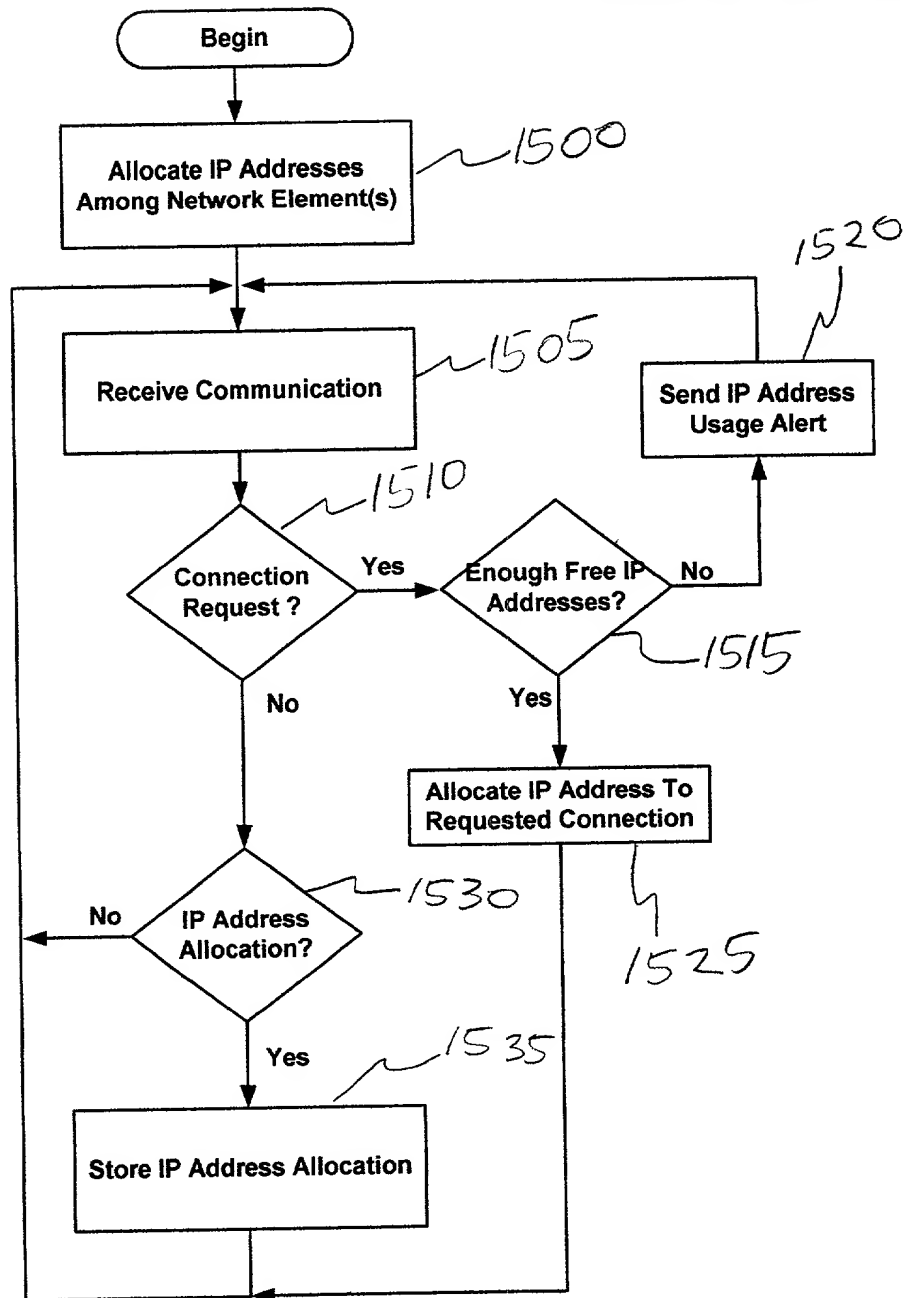 Begin
Allocate IP Addresses
Among Network Element(s)
1500
1520
Receive Communication
1505
Send IP Address
Usage Alert
1510
Connection
Request ?
Yes
Enough Free IP
Addresses?
No
1515
No
Yes
Allocate IP Address To
Requested Connection
1525
No
IP Address
Allocation?
1530
Yes
1535
Store IP Address Allocation